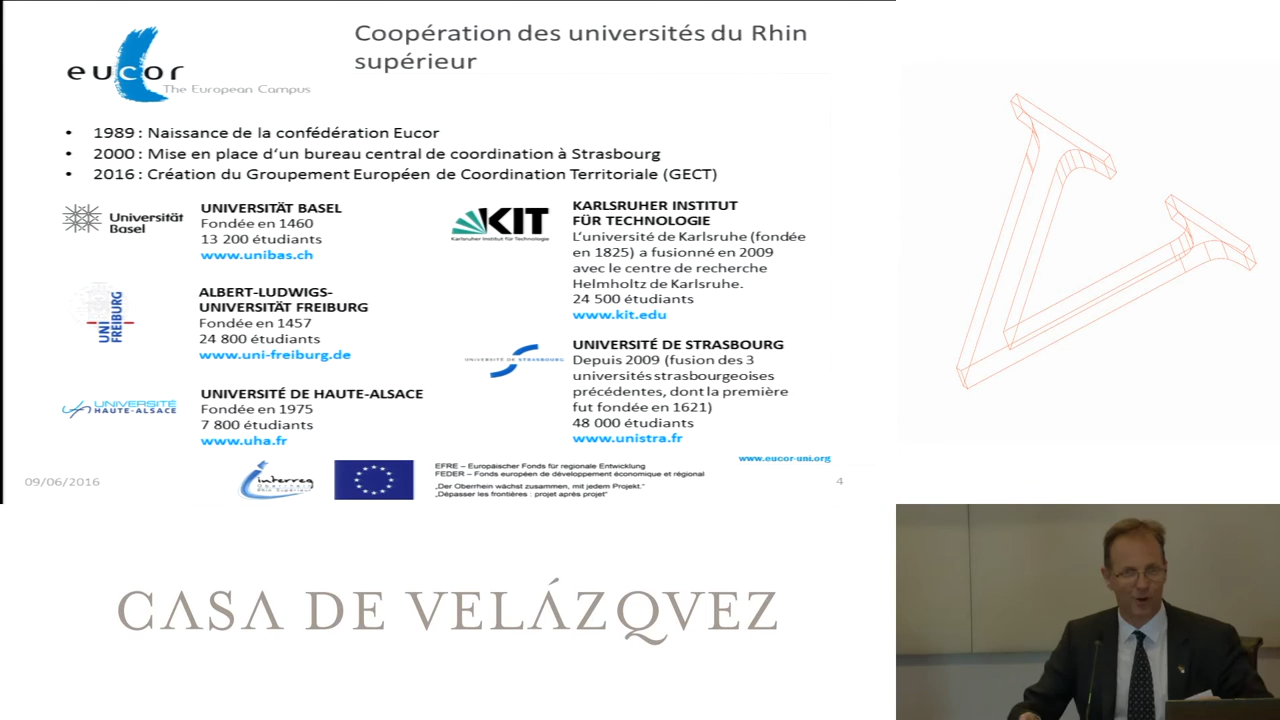 Coopération des universités du Rhin
supérieur
eucor
The European Campus
• 1989 : Naissance de la confédération Eucor
• 2000 : Mise en place d‘un bureau central de coordination à Strasbourg
• 2016 : Création du Groupement Européen de Coordination Territoriale (GECT)
Universität
Basel
UNIVERSITÄT BASEL
Fondée en 1460
13 200 étudiants
www.unibas.ch
UNI
FREIBURG
ALBERT-LUDWIGS-
UNIVERSITÄT FREIBURG
Fondée en 1457
24 800 étudiants
www.uni-freiburg.de
UNIVERSITÉ
HAUTE-ALSACE
UNIVERSITÉ DE HAUTE-ALSACE
Fondée en 1975
7 800 étudiants
www.uha.fr
KIT
Karlsruher Institut für Technologie
KARLSRUHER INSTITUT
FÜR TECHNOLOGIE
L‘université de Karlsruhe (fondée
en 1825) a fusionné en 2009
avec le centre de recherche
Helmholtz de Karlsruhe.
24 500 étudiants
www.kit.edu
UNIVERSITÉ DE STRASBOURG
UNIVERSITÉ DE STRASBOURG
Depuis 2009 (fusion des 3
universités strasbourgeoises
précédentes, dont la première
fut fondée en 1621)
48 000 étudiants
www.unistra.fr
www.eucor-uni.org
interreg
Oberrhein
Rhin Supérieur
EFRE – Europäischer Fonds für regionale Entwicklung
FEDER – Fonds européen de développement économique et régional
„Der Oberrhein wächst zusammen, mit jedem Projekt.“
„Dépasser les frontières : projet après projet“
09/06/2016
4
CASA DE VELÁZQVEZ